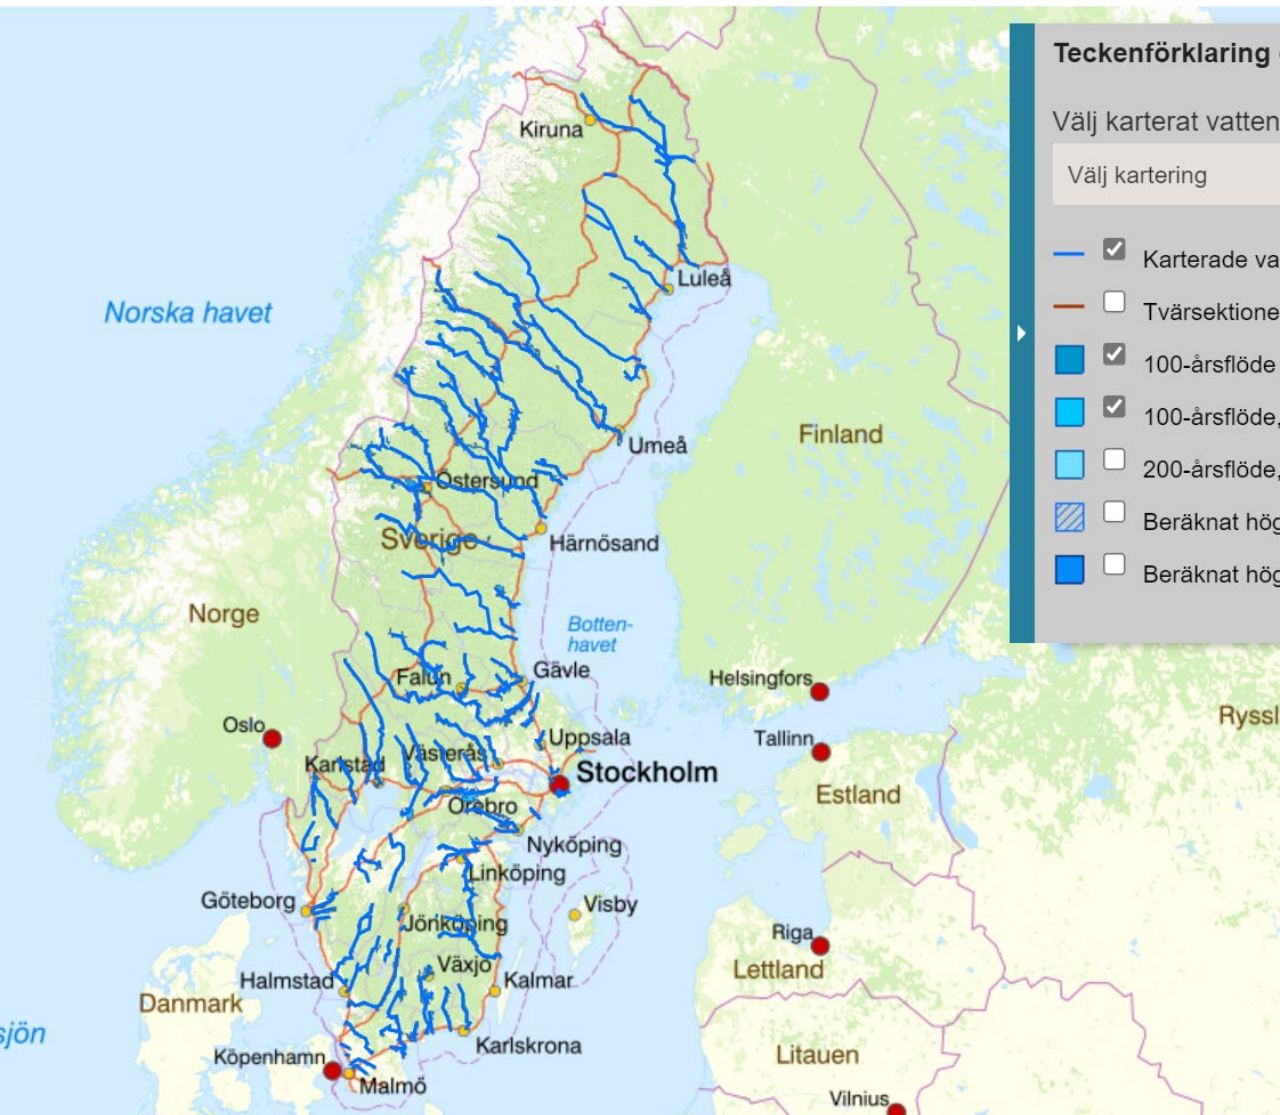 Teckenförklaring
Välj karterat vatten
Välj kartering
Karterade va
Tvärsektione
100-årsflöde
100-årsflöde,
200-årsflöde,
Beräknat hög
Beräknat hög
Kiruna
Luleå
Norska havet
Finland
Umeå
Östersund
Sverige
Härnösand
Norge
Botten-
havet
Gävle
Falun
Helsingfors
Ryssl
Oslo
Uppsala
Tallinn
Västerås
Karlstad
Stockholm
Estland
Örebro
Nyköping
Linköping
Göteborg
Visby
Jönköping
Riga
Växjo
Lettland
Halmstad
Kalmar
Danmark
sjön
Karlskrona
Köpenhamn
Litauen
Malmö
Vilnius